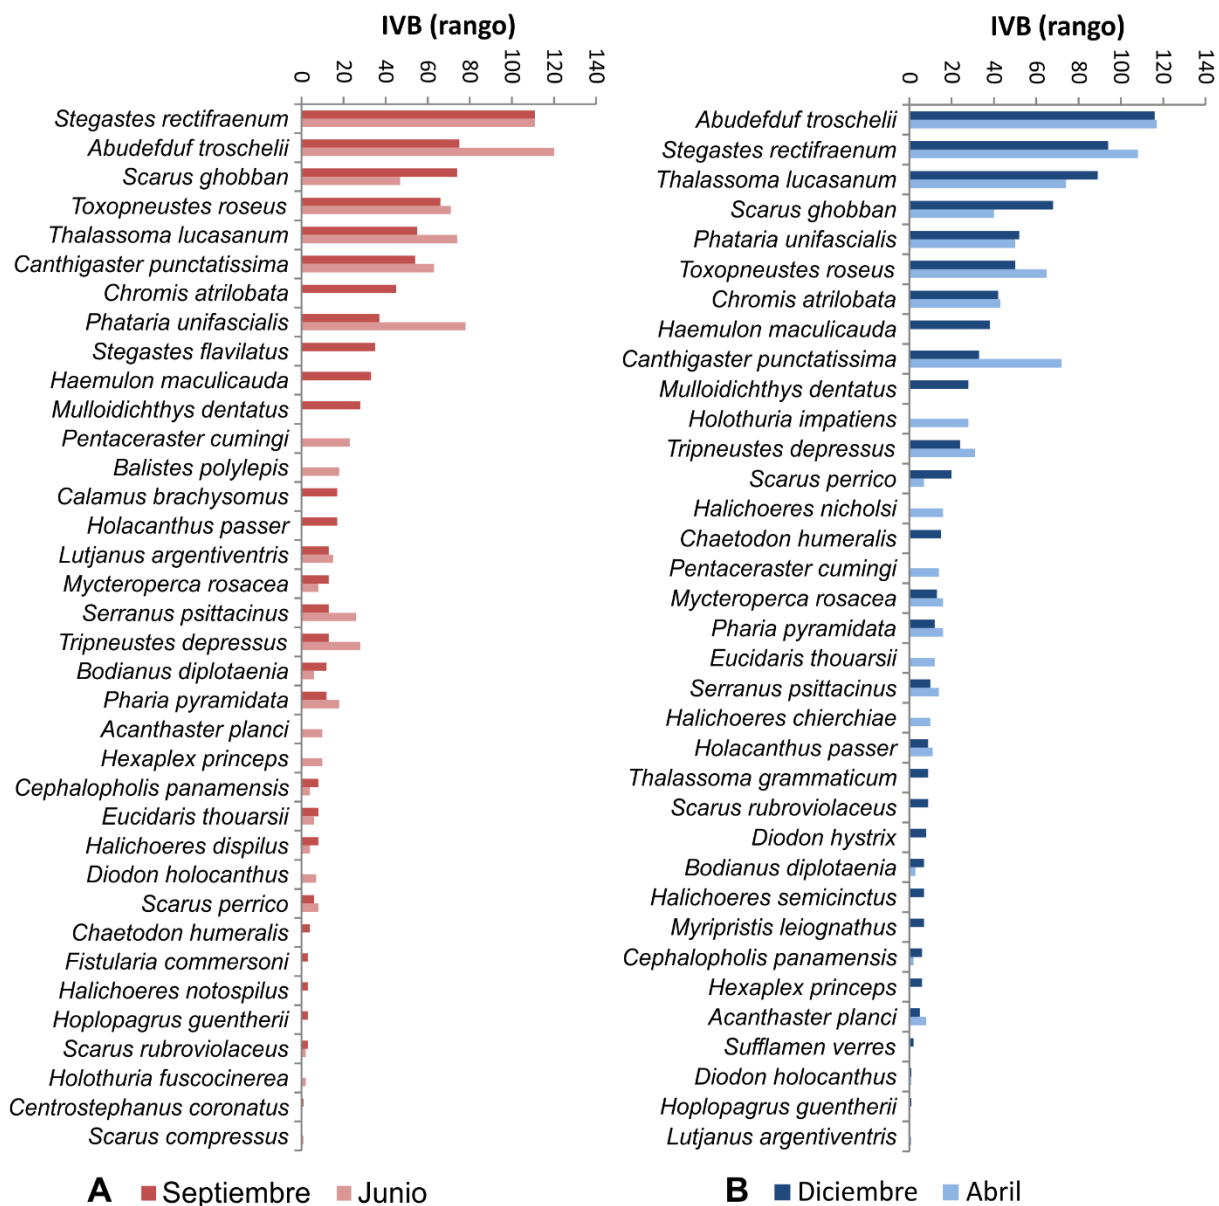 IVB (rango)
0 20 40 60 80 100 120 140
Stegastes rectifraenum
Abudefduf troschelii
Scarus ghobban
Toxopneustes roseus
Thalassoma lucasanum
Canthigaster punctatissima
Chromis atrilobata
Phataria unifascialis
Stegastes flavilatus
Haemulon maculicauda
Mulloidichthys dentatus
Pentaceraster cumingi
Balistes polylepis
Calamus brachysomus
Holacanthus passer
Lutjanus argentiventris
Mycteroperca rosacea
Serranus psittacinus
Tripneustes depressus
Bodianus diplotaenia
Pharia pyramidata
Acanthaster planci
Hexaplex princeps
Cephalopholis panamensis
Eucidaris thouarsii
Halichoeres dispilus
Diodon holocanthus
Scarus perrico
Chaetodon humeralis
Fistularia commersoni
Halichoeres notospilus
Hoplopagrus guentherii
Scarus rubroviolaceus
Holothuria fuscocinerea
Centrostephanus coronatus
Scarus compressus
A Septiembre Junio
IVB (rango)
0 20 40 60 80 100 120 140
Abudefduf troschelii
Stegastes rectifraenum
Thalassoma lucasanum
Scarus ghobban
Phataria unifascialis
Toxopneustes roseus
Chromis atrilobata
Haemulon maculicauda
Canthigaster punctatissima
Mulloidichthys dentatus
Holothuria impatiens
Tripneustes depressus
Scarus perrico
Halichoeres nicholsi
Chaetodon humeralis
Pentaceraster cumingi
Mycteroperca rosacea
Pharia pyramidata
Eucidaris thouarsii
Serranus psittacinus
Halichoeres chierchiae
Holacanthus passer
Thalassoma grammaticum
Scarus rubroviolaceus
Diodon hystrix
Bodianus diplotaenia
Halichoeres semicinctus
Myripristis leiognathus
Cephalopholis panamensis
Hexaplex princeps
Acanthaster planci
Sufflamen verres
Diodon holocanthus
Hoplopagrus guentherii
Lutjanus argentiventris
B Diciembre Abril